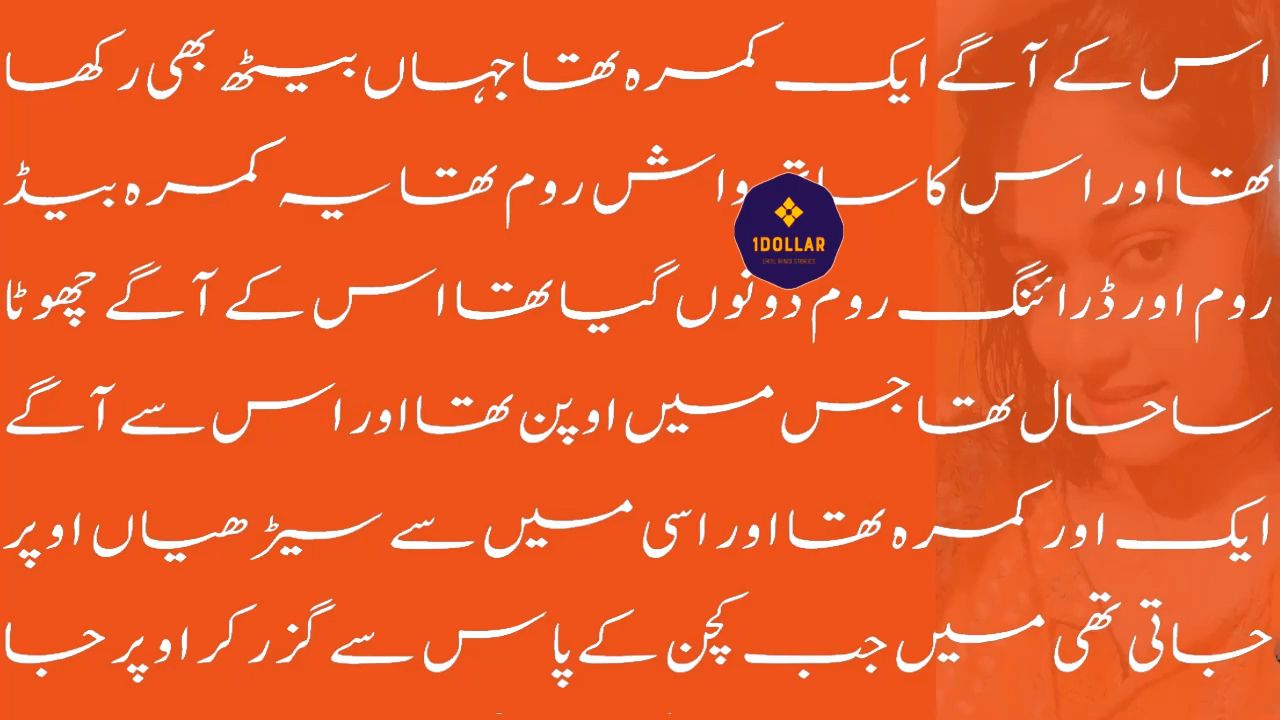 اس کے آگے ایک کمرہ تھا جہاں بیٹھ بھی رکھا
تھا اور اس کا ساتھ واش روم تھا یہ کمرہ بیڈ
1DOLLAR
روم اور ڈرائنگ روم دونوں گیا تھا اس کے آگے چھوٹا
سا حال تھا جس میں اوپن تھا اور اس سے آگے
ایک اور کمرہ تھا اور اسی میں سے سیڑھیاں اوپر
جاتی تھی میں جب کچن کے پاس سے گزر کر اوپر جا